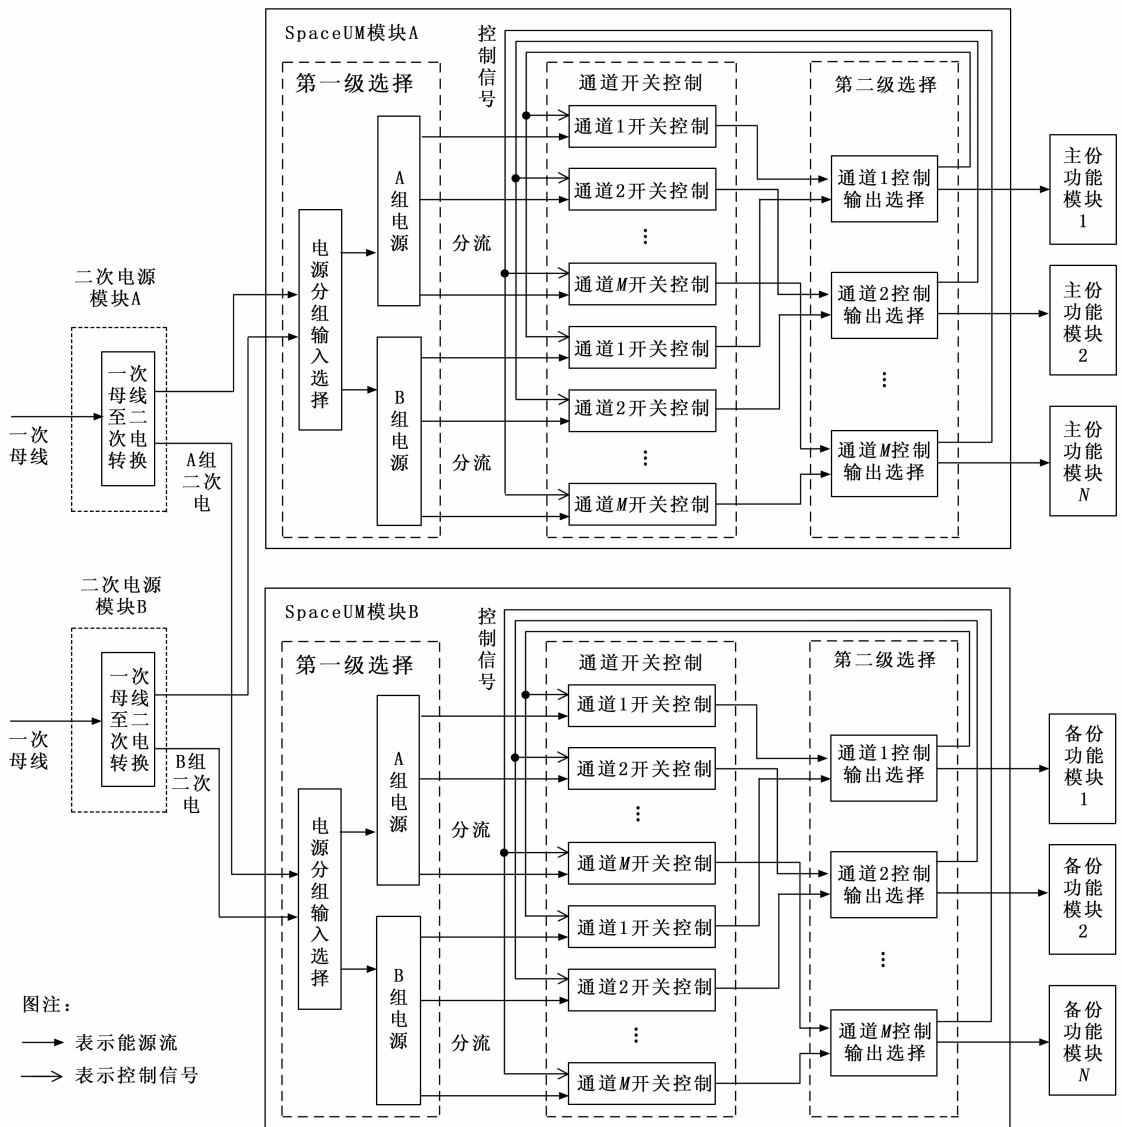 SpaceUM模块A
控制信号
第一级选择
通道开关控制
第二级选择
A组电源
电源分组输入选择
B组电源
分流
分流
通道1开关控制
通道2开关控制
⋮
通道M开关控制
通道1开关控制
通道2开关控制
⋮
通道M开关控制
通道1控制
输出选择
通道2控制
输出选择
⋮
通道M控制
输出选择
主份
功能
模块
1
主份
功能
模块
2
主份
功能
模块
N
二次电源
模块A
一次
母线
至二
次电
转换
一次
母线
A组
二次
电
二次电源
模块B
一次
母线
至二
次电
转换
一次
母线
B组
二次
电
SpaceUM模块B
控制信号
第一级选择
通道开关控制
第二级选择
A组电源
电源分组输入选择
B组电源
分流
分流
通道1开关控制
通道2开关控制
⋮
通道M开关控制
通道1开关控制
通道2开关控制
⋮
通道M开关控制
通道1控制
输出选择
通道2控制
输出选择
⋮
通道M控制
输出选择
备份
功能
模块
1
备份
功能
模块
2
备份
功能
模块
N
图注：
表示能源流
表示控制信号